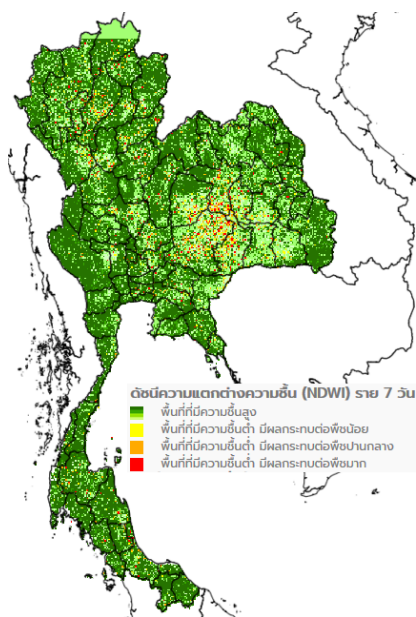 ดัชนีความแตกต่างความชื้น (NDWI) ราย 7 วัน
พื้นที่ที่มีความชื้นสูง
พื้นที่ที่มีความชื้นต่ำ มีผลกระทบต่อพืชน้อย
พื้นที่ที่มีความชื้นต่ำ มีผลกระทบต่อพืชปานกลาง
พื้นที่ที่มีความชื้นต่ำ มีผลกระทบต่อพืชมาก